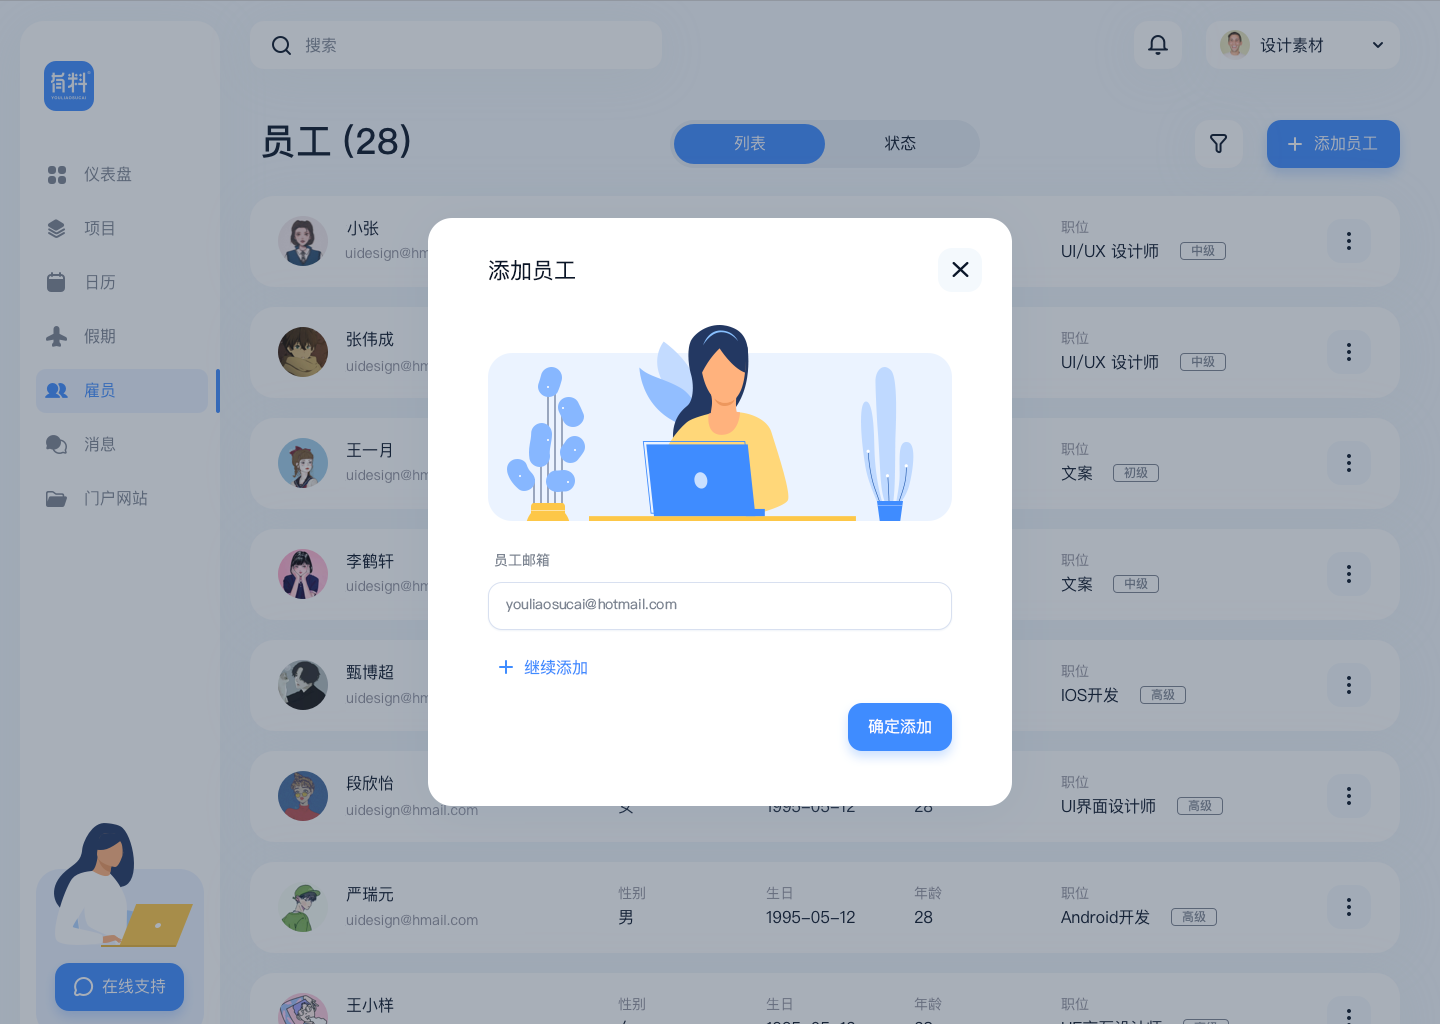 有料
YOULIAOSUCAI
仪表盘
项目
日历
假期
雇员
消息
门户网站
在线支持
搜索
设计素材
员工 (28)
列表
状态
添加员工
小张
uidesign@hm
职位
UI/UX 设计师
中级
张伟成
uidesign@hm
职位
UI/UX 设计师
中级
王一月
uidesign@hm
职位
文案
初级
李鹤轩
uidesign@hm
职位
文案
中级
甄博超
uidesign@hm
职位
IOS开发
高级
段欣怡
uidesign@hmail.com
女
1995-05-12
28
职位
UI界面设计师
高级
严瑞元
uidesign@hmail.com
性别
男
生日
1995-05-12
年龄
28
职位
Android开发
高级
王小样
性别
生日
年龄
职位
添加员工
员工邮箱
youliaosucai@hotmail.com
继续添加
确定添加